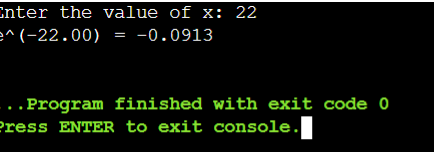 Enter the value of x: 22
e^(-22.00) = -0.0913
...Program finished with exit code 0
Press ENTER to exit console.